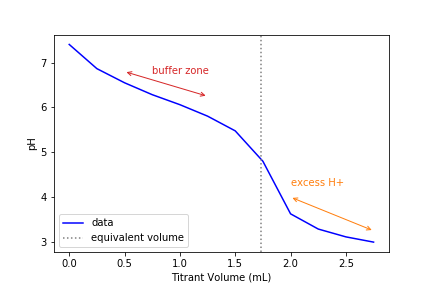 buffer zone
excess H+
data
equivalent volume
pH
7
6
5
4
3
0.0 0.5 1.0 1.5 2.0 2.5
Titrant Volume (mL)